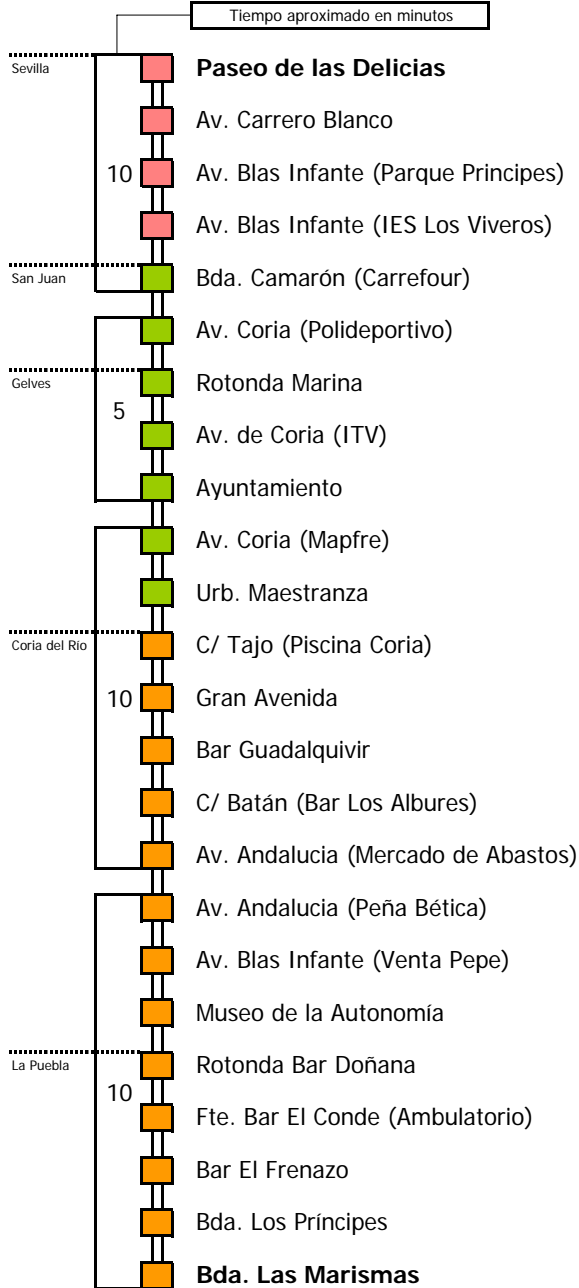 Tiempo aproximado en minutos
Sevilla
Paseo de las Delicias
Av. Carrero Blanco
10
Av. Blas Infante (Parque Principes)
Av. Blas Infante (IES Los Viveros)
San Juan
Bda. Camarón (Carrefour)
Av. Coria (Polideportivo)
Gelves
Rotonda Marina
5
Av. de Coria (ITV)
Ayuntamiento
Av. Coria (Mapfre)
Urb. Maestranza
Coria del Río
C/ Tajo (Piscina Coria)
10
Gran Avenida
Bar Guadalquivir
C/ Batán (Bar Los Albures)
Av. Andalucia (Mercado de Abastos)
Av. Andalucia (Peña Bética)
Av. Blas Infante (Venta Pepe)
Museo de la Autonomía
La Puebla
Rotonda Bar Doñana
10
Fte. Bar El Conde (Ambulatorio)
Bar El Frenazo
Bda. Los Príncipes
Bda. Las Marismas